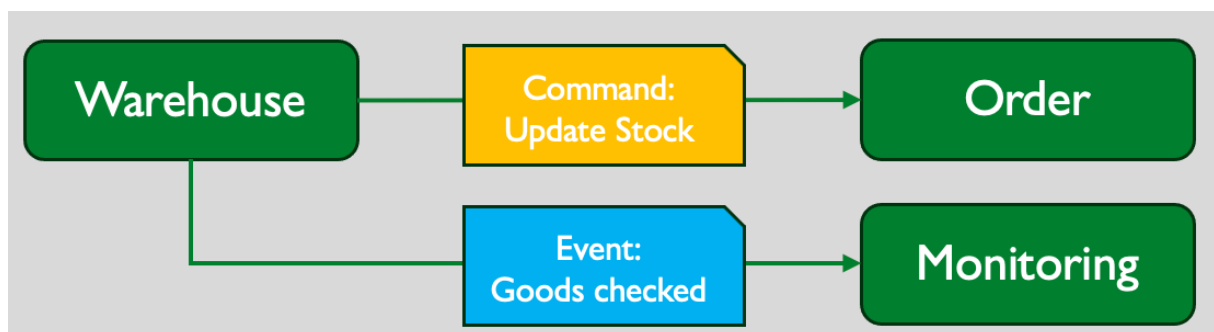 Warehouse
Command:
Update Stock
Order
Event:
Goods checked
Monitoring